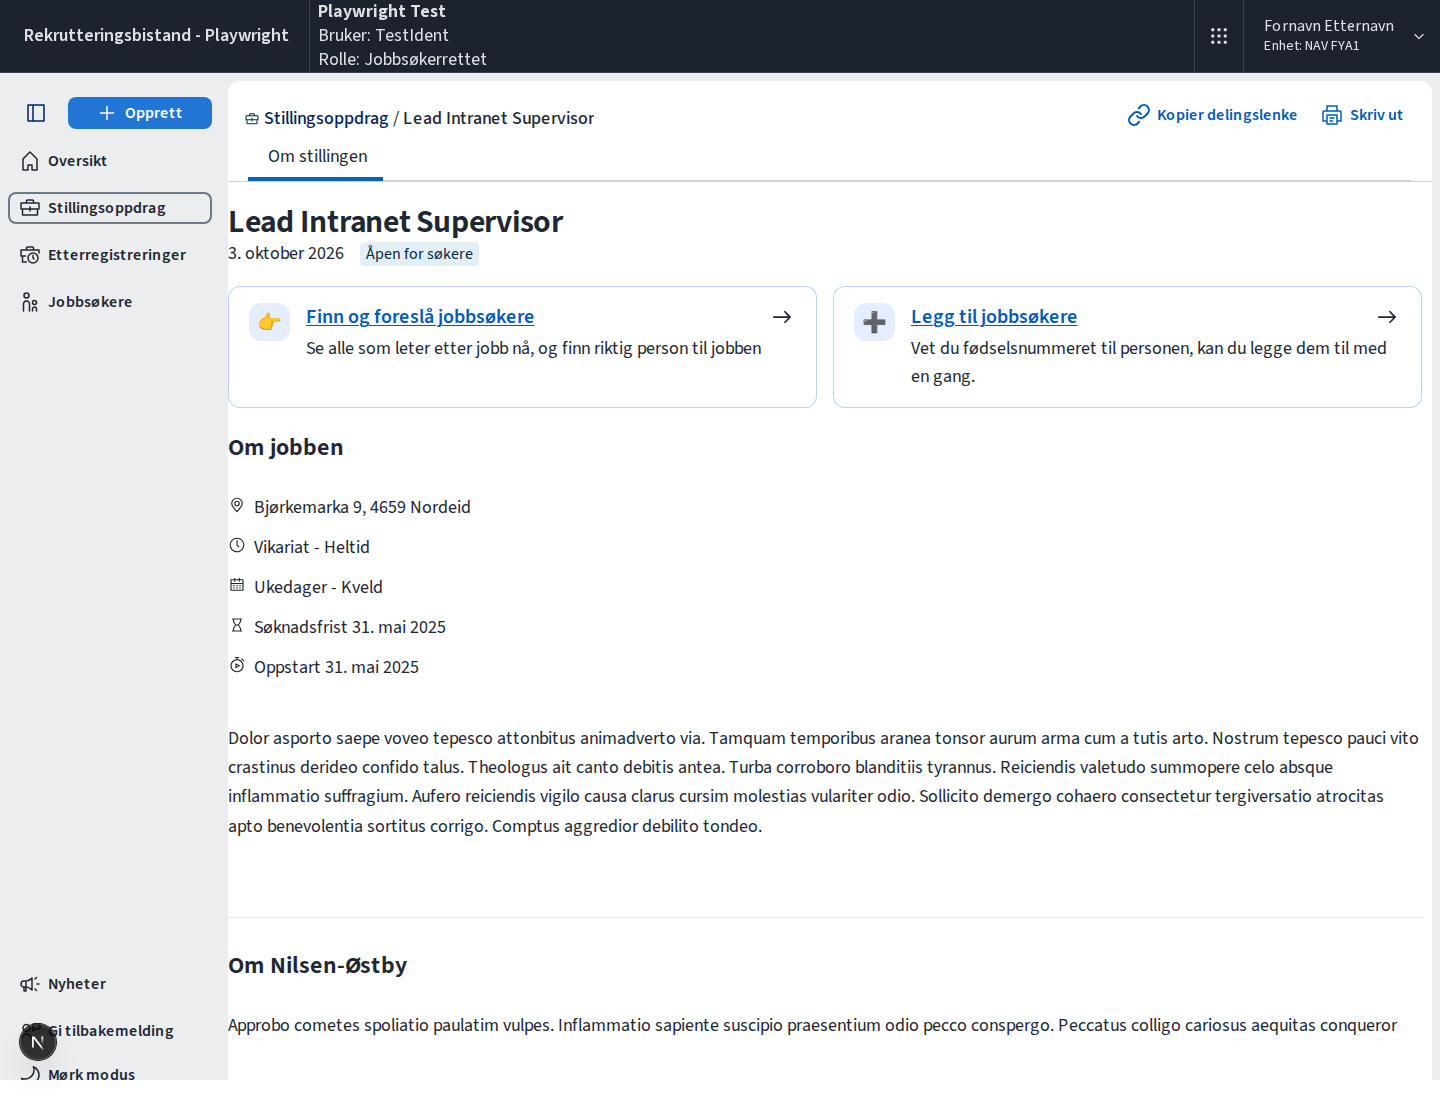 Rekrutteringsbistand - Playwright
Playwright Test
Bruker: TestIdent
Rolle: Jobbsøkerrettet
Fornavn Etternavn
Enhet: NAV FYA1
Opprett
Oversikt
Stillingsoppdrag
Etterregistreringer
Jobbsøkere
Nyheter
Gi tilbakemelding
Mørk modus
N
Stillingsoppdrag / Lead Intranet Supervisor
Kopier delingslenke
Skriv ut
Om stillingen
Lead Intranet Supervisor
3. oktober 2026 Åpen for søkere
Finn og foreslå jobbsøkere
Se alle som leter etter jobb nå, og finn riktig person til jobben
Legg til jobbsøkere
Vet du fødselsnummeret til personen, kan du legge dem til med
en gang.
Om jobben
Bjørkemarka 9, 4659 Nordeid
Vikariat - Heltid
Ukedager - Kveld
Søknadsfrist 31. mai 2025
Oppstart 31. mai 2025
Dolor asporto saepe voveo tepesco attonbitus animadverto via. Tamquam temporibus aranea tonsor aurum arma cum a tutis arto. Nostrum tepesco pauci vito
crastinus derideo confido talus. Theologus ait canto debitis antea. Turba corroboro blanditiis tyrannus. Reiciendis valetudo summopere celo absque
inflammatio suffragium. Aufero reiciendis vigilo causa clarus cursim molestias vulariter odio. Sollicito demergo cohaero consectetur tergiversatio atrocitas
apto benevolentia sortitus corrigo. Comptus aggredior debilito tondeo.
Om Nilsen-Østby
Approbo cometes spoliatio paulatim vulpes. Inflammatio sapiente suscipio praesentium odio pecco conspergo. Peccatus colligo cariosus aequitas conqueror